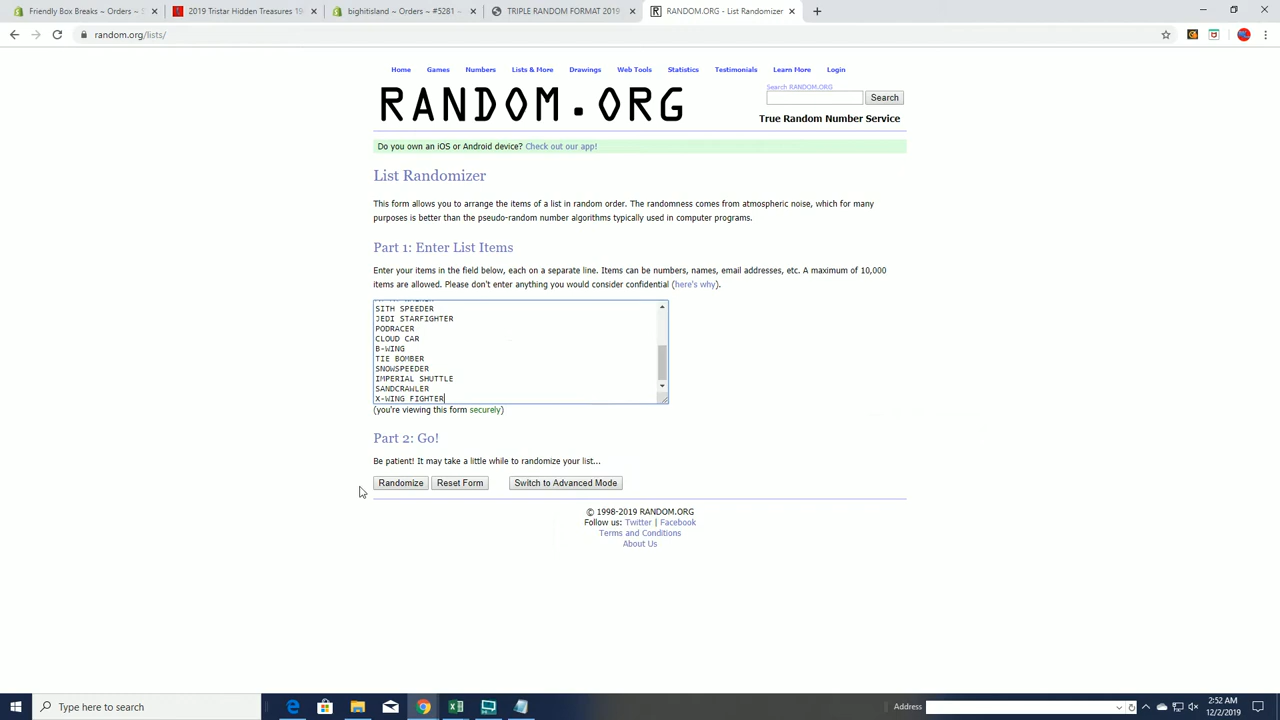 Friendly Box Breaks ~ Orders ~ S
2019 Tristar Hidden Treasures 19
bighitisland ~ Orders ~ #5281 ~
TRIPLE RANDOM FORMAT 2019
RANDOM.ORG - List Randomizer
random.org/lists/
Home Games Numbers Lists & More Drawings Web Tools Statistics Testimonials Learn More Login
RANDOM.ORG
Search RANDOM.ORG
Search
True Random Number Service
Do you own an iOS or Android device? Check out our app!
List Randomizer
This form allows you to arrange the items of a list in random order. The randomness comes from atmospheric noise, which for many
purposes is better than the pseudo-random number algorithms typically used in computer programs.
Part 1: Enter List Items
Enter your items in the field below, each on a separate line. Items can be numbers, names, email addresses, etc. A maximum of 10,000
items are allowed. Please don't enter anything you would consider confidential (here's why).
SITH SPEEDER
JEDI STARFIGHTER
PODRACER
CLOUD CAR
B-WING
TIE BOMBER
SNOWSPEEDER
IMPERIAL SHUTTLE
SANDCRAWLER
X-WING FIGHTER
(you're viewing this form securely)
Part 2: Go!
Be patient! It may take a little while to randomize your list...
Randomize Reset Form Switch to Advanced Mode
© 1998-2019 RANDOM.ORG
Follow us: Twitter | Facebook
Terms and Conditions
About Us
Type here to search
Address
2:52 AM
12/2/2019